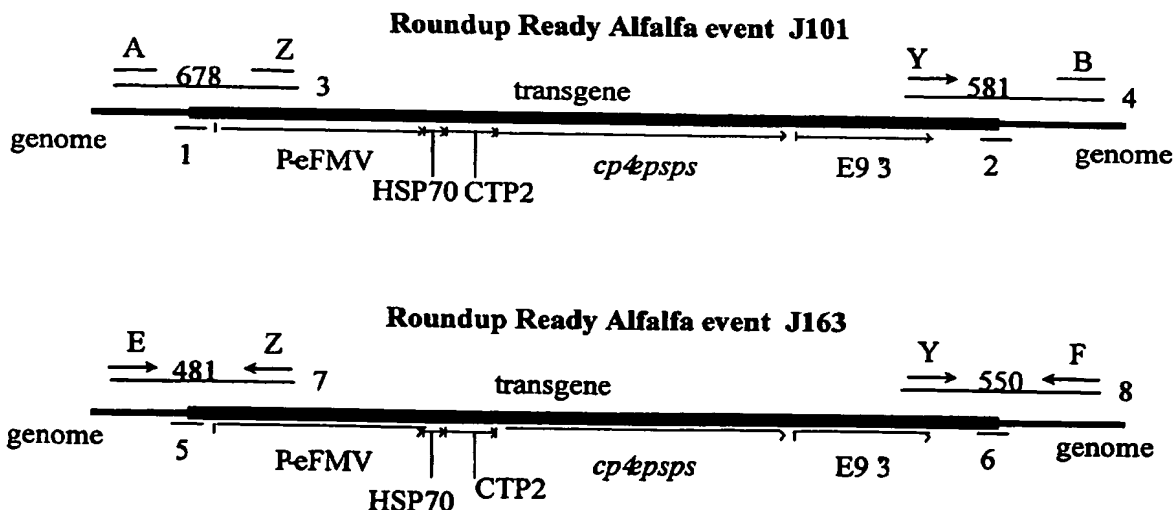 Roundup Ready Alfalfa event J101
A Z Y B
678 3 transgene 581 4
genome 1 P-eFMV cp4epsps E9 3 2 genome
HSP70 CTP2
Roundup Ready Alfalfa event J163
E Z Y F
481 7 transgene 550 8
genome 5 P-eFMV cp4epsps E9 3 6 genome
HSP70 CTP2